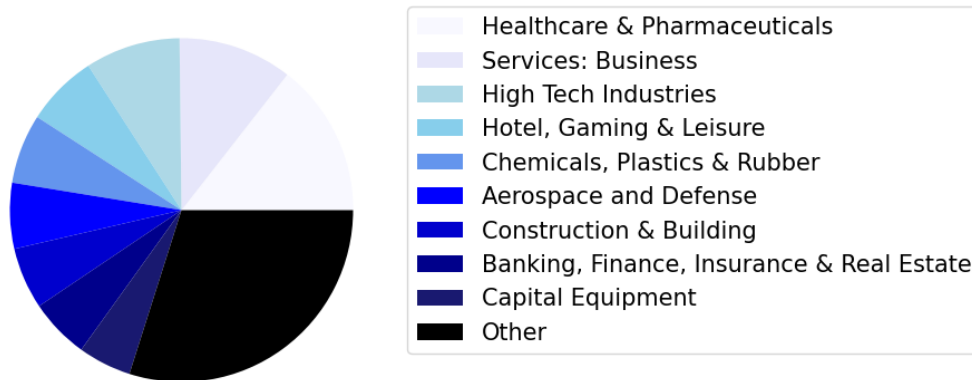 Healthcare & Pharmaceuticals
Services: Business
High Tech Industries
Hotel, Gaming & Leisure
Chemicals, Plastics & Rubber
Aerospace and Defense
Construction & Building
Banking, Finance, Insurance & Real Estate
Capital Equipment
Other